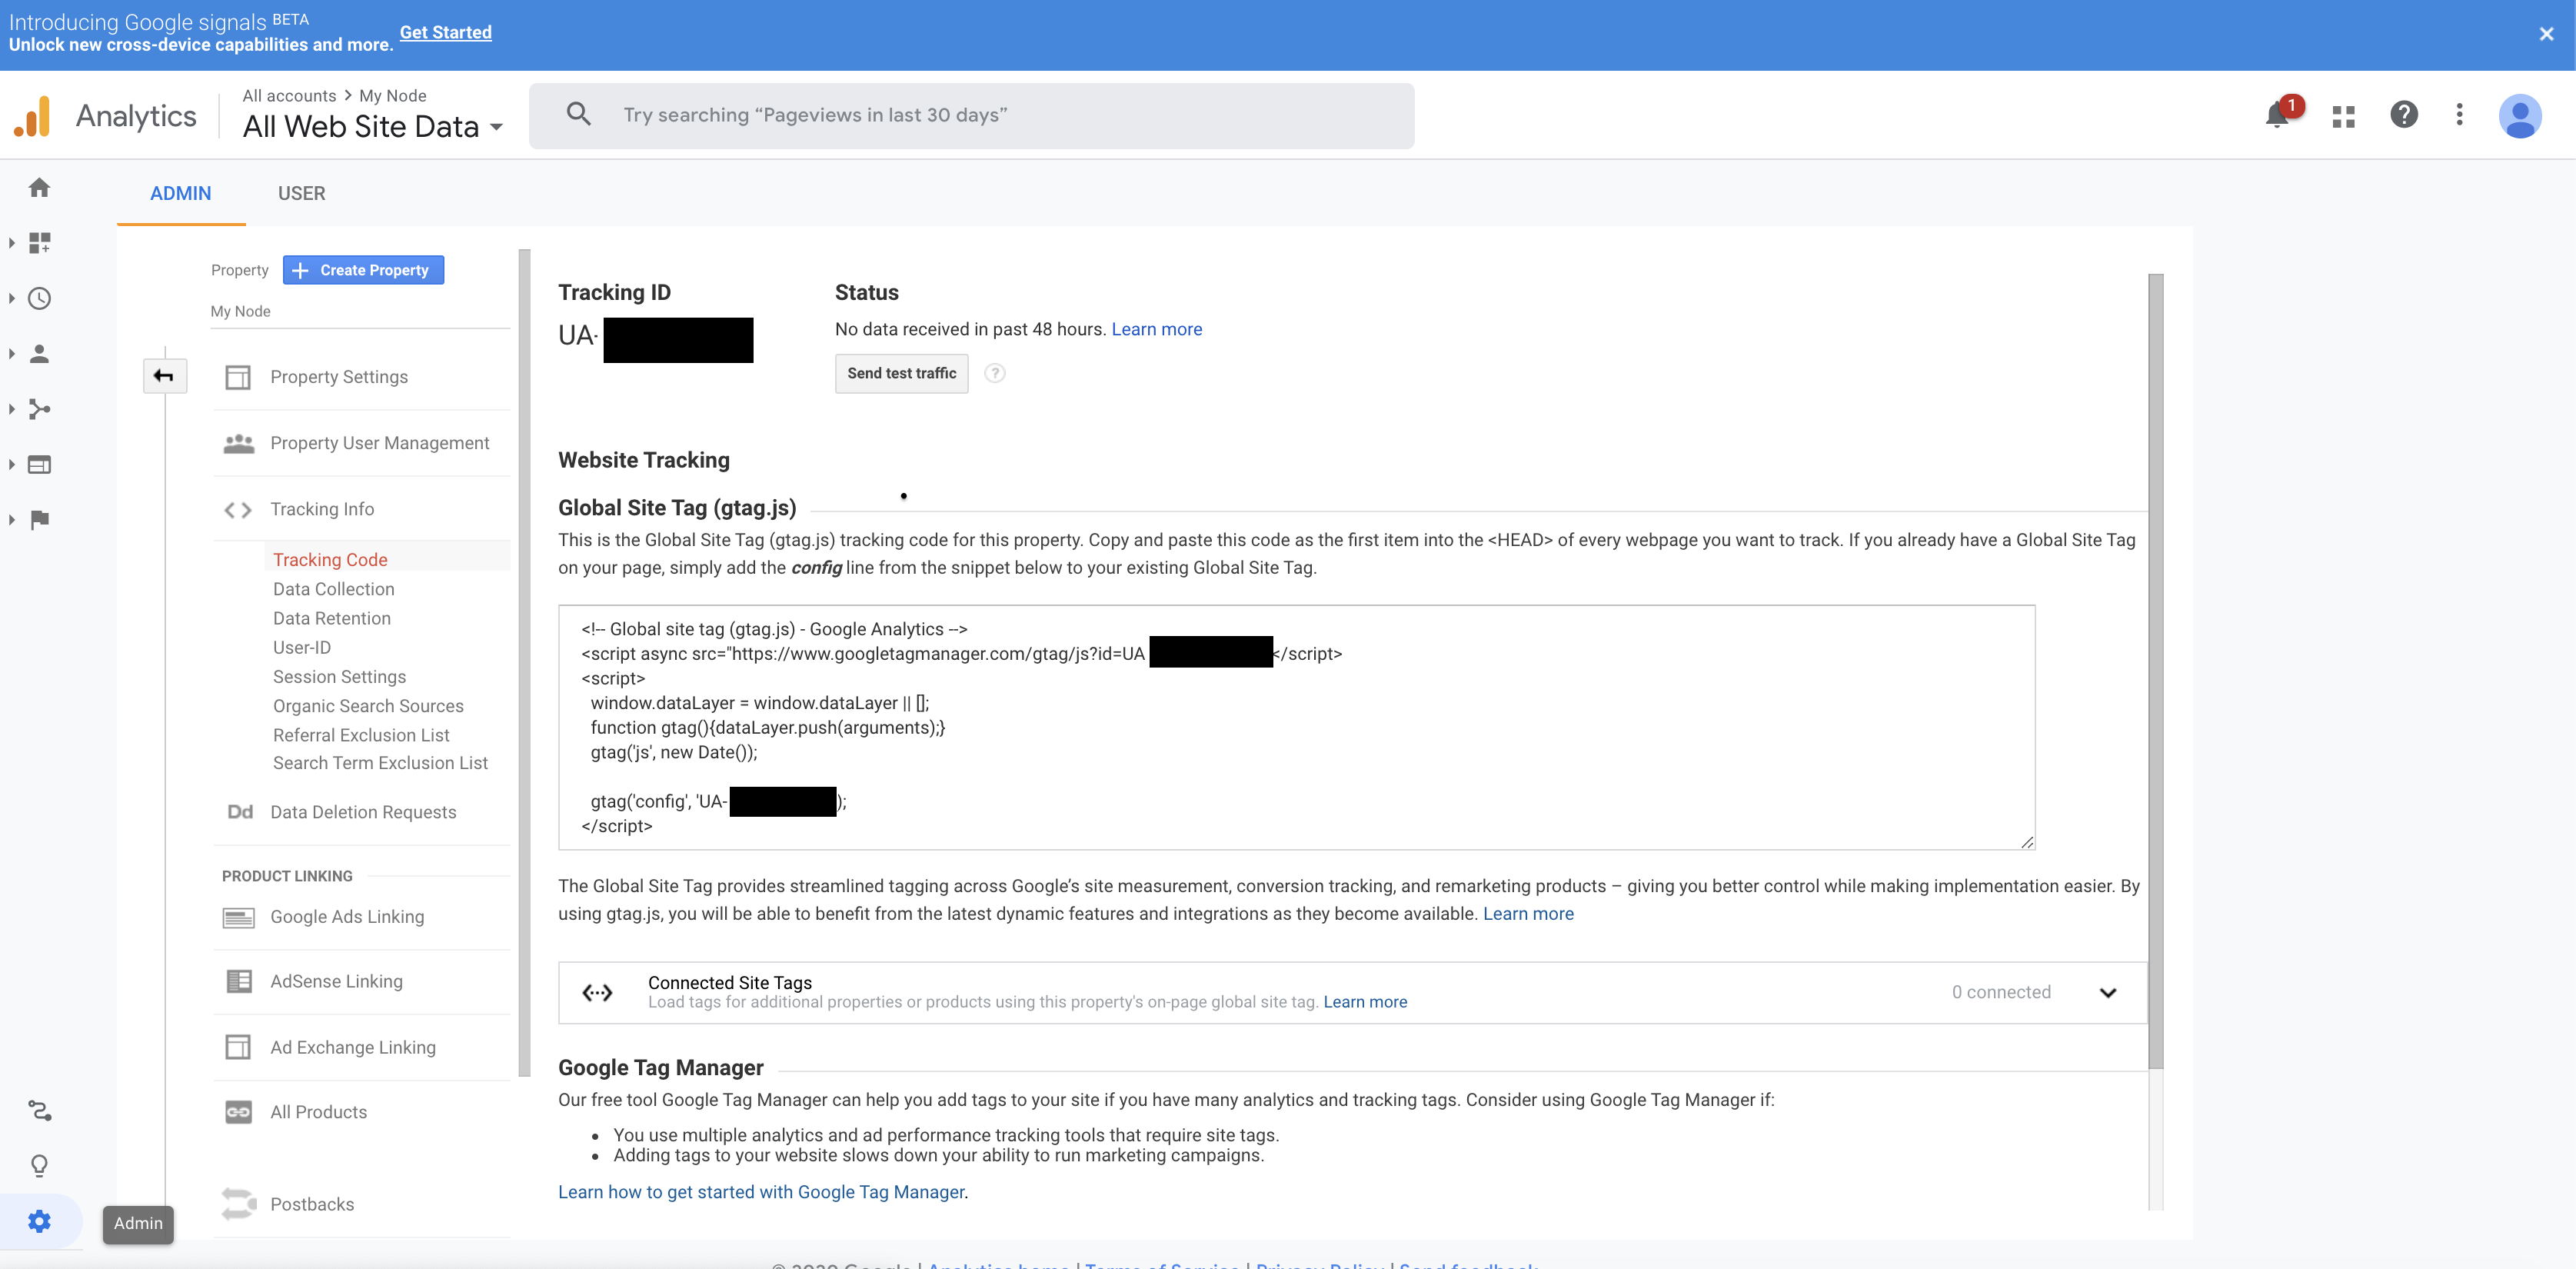 Introducing Google signals BETA
Unlock new cross-device capabilities and more. Get Started
Analytics
All accounts > My Node
All Web Site Data
Try searching “Pageviews in last 30 days”
1
ADMIN
USER
Property
Create Property
My Node
Property Settings
Property User Management
Tracking Info
Tracking Code
Data Collection
Data Retention
User-ID
Session Settings
Organic Search Sources
Referral Exclusion List
Search Term Exclusion List
Dd Data Deletion Requests
PRODUCT LINKING
Google Ads Linking
AdSense Linking
Ad Exchange Linking
All Products
Postbacks
Admin
Tracking ID
UA-
Status
No data received in past 48 hours. Learn more
Send test traffic ?
Website Tracking
Global Site Tag (gtag.js)
This is the Global Site Tag (gtag.js) tracking code for this property. Copy and paste this code as the first item into the <HEAD> of every webpage you want to track. If you already have a Global Site Tag
on your page, simply add the config line from the snippet below to your existing Global Site Tag.
<!-- Global site tag (gtag.js) - Google Analytics -->
<script async src="https://www.googletagmanager.com/gtag/js?id=UA </script>
<script>
window.dataLayer = window.dataLayer || [];
function gtag(){dataLayer.push(arguments);}
gtag('js', new Date());
gtag('config', 'UA- );
</script>
The Global Site Tag provides streamlined tagging across Google’s site measurement, conversion tracking, and remarketing products – giving you better control while making implementation easier. By
using gtag.js, you will be able to benefit from the latest dynamic features and integrations as they become available. Learn more
Connected Site Tags
Load tags for additional properties or products using this property's on-page global site tag. Learn more
0 connected
Google Tag Manager
Our free tool Google Tag Manager can help you add tags to your site if you have many analytics and tracking tags. Consider using Google Tag Manager if:
• You use multiple analytics and ad performance tracking tools that require site tags.
• Adding tags to your website slows down your ability to run marketing campaigns.
Learn how to get started with Google Tag Manager.
© 2020 Google | Analytics home | Terms of Service | Privacy Policy | Send feedback